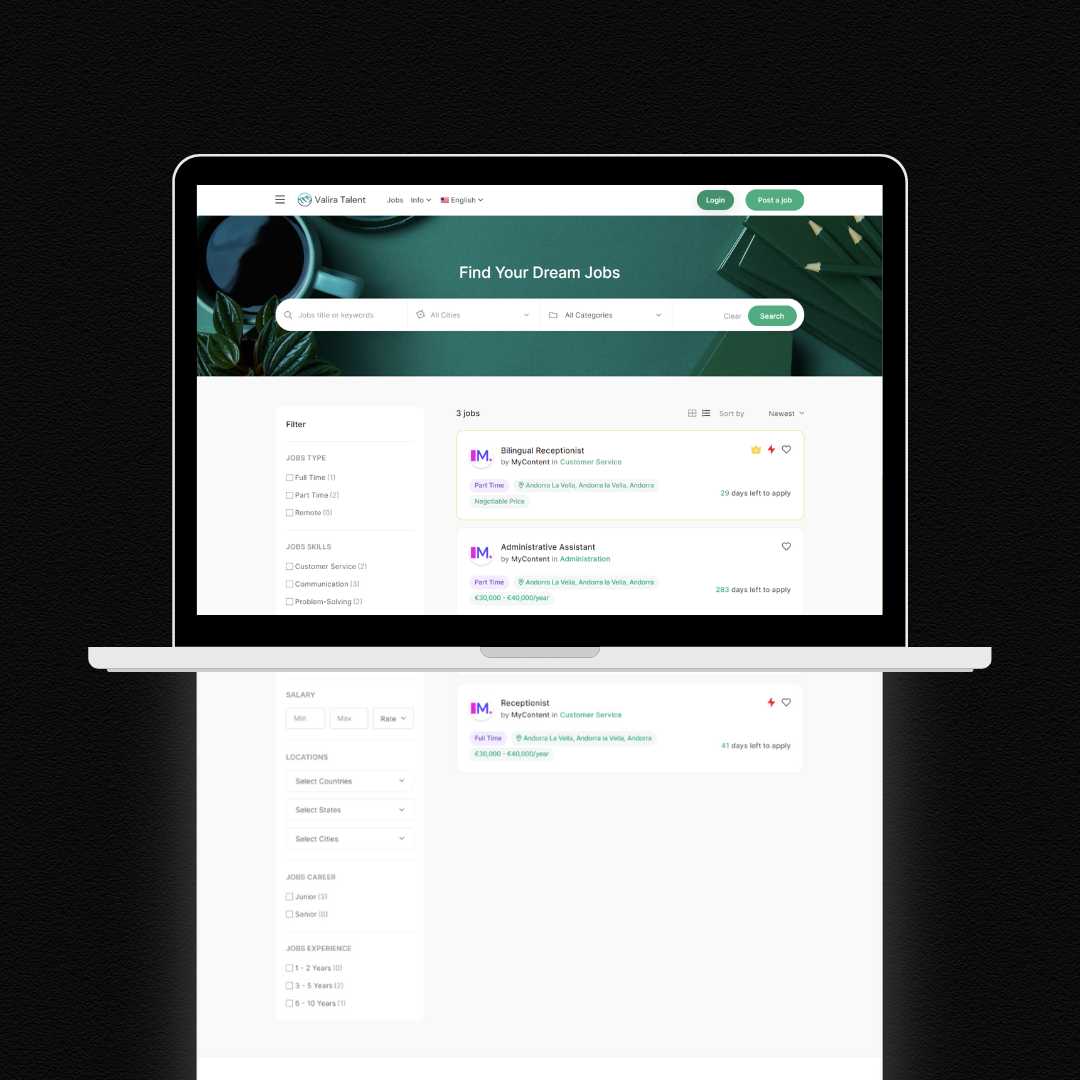 Valira Talent Jobs Info English Login Post a job
Find Your Dream Jobs
Jobs title or keywords All Cities All Categories Clear Search
Filter
JOBS TYPE
Full Time (1)
Part Time (2)
Remote (0)
JOBS SKILLS
Customer Service (2)
Communication (3)
Problem-Solving (2)
SALARY
Min Max Rate
LOCATIONS
Select Countries
Select States
Select Cities
JOBS CAREER
Junior (3)
Senior (0)
JOBS EXPERIENCE
1 - 2 Years (0)
3 - 5 Years (2)
6 - 10 Years (1)
3 jobs Sort by Newest
IM.
Bilingual Receptionist
by MyContent in Customer Service
Part Time Andorra La Vella, Andorra la Vella, Andorra
Negotiable Price
29 days left to apply
IM.
Administrative Assistant
by MyContent in Administration
Part Time Andorra La Vella, Andorra la Vella, Andorra
€30,000 - €40,000/year
283 days left to apply
IM.
Receptionist
by MyContent in Customer Service
Full Time Andorra La Vella, Andorra la Vella, Andorra
€30,000 - €40,000/year
41 days left to apply